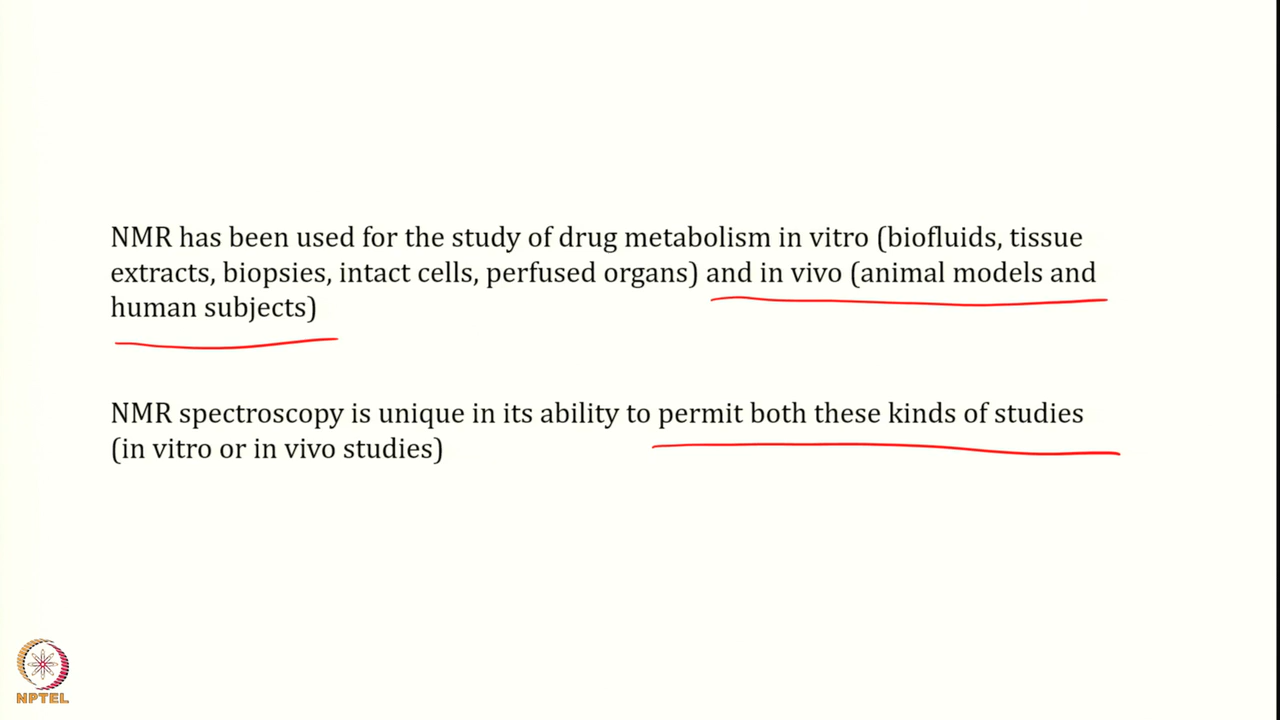 NMR has been used for the study of drug metabolism in vitro (biofluids, tissue
extracts, biopsies, intact cells, perfused organs) and in vivo (animal models and
human subjects)
NMR spectroscopy is unique in its ability to permit both these kinds of studies
(in vitro or in vivo studies)
NPTEL